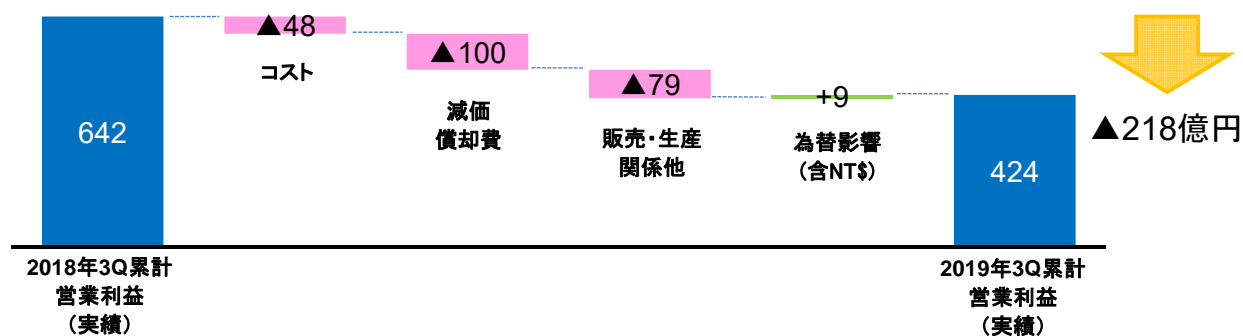 642
▲48
コスト
▲100
減価
償却費
▲79
販売・生産
関係他
+9
為替影響
（含NT$）
424
▲218億円
2018年3Q累計
営業利益
（実績）
2019年3Q累計
営業利益
（実績）